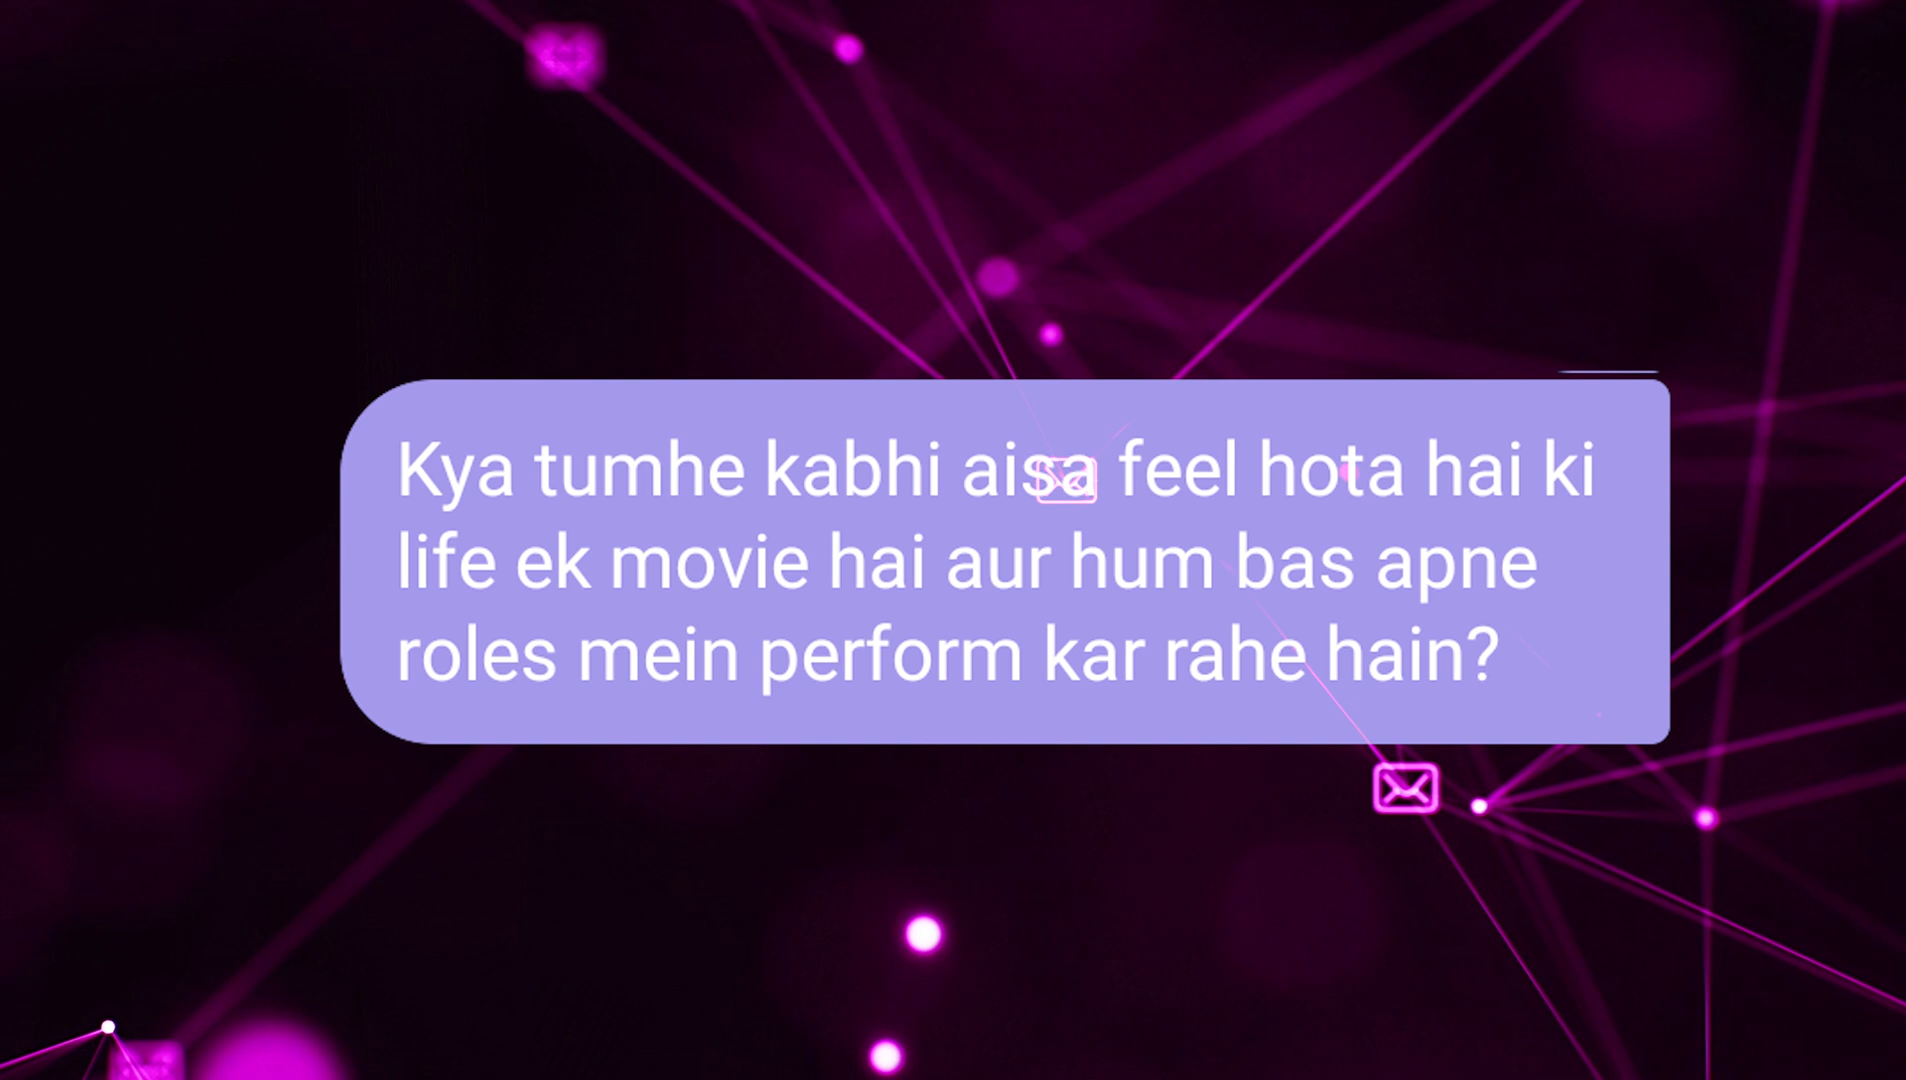 Kya tumhe kabhi aisa feel hota hai ki
life ek movie hai aur hum bas apne
roles mein perform kar rahe hain?